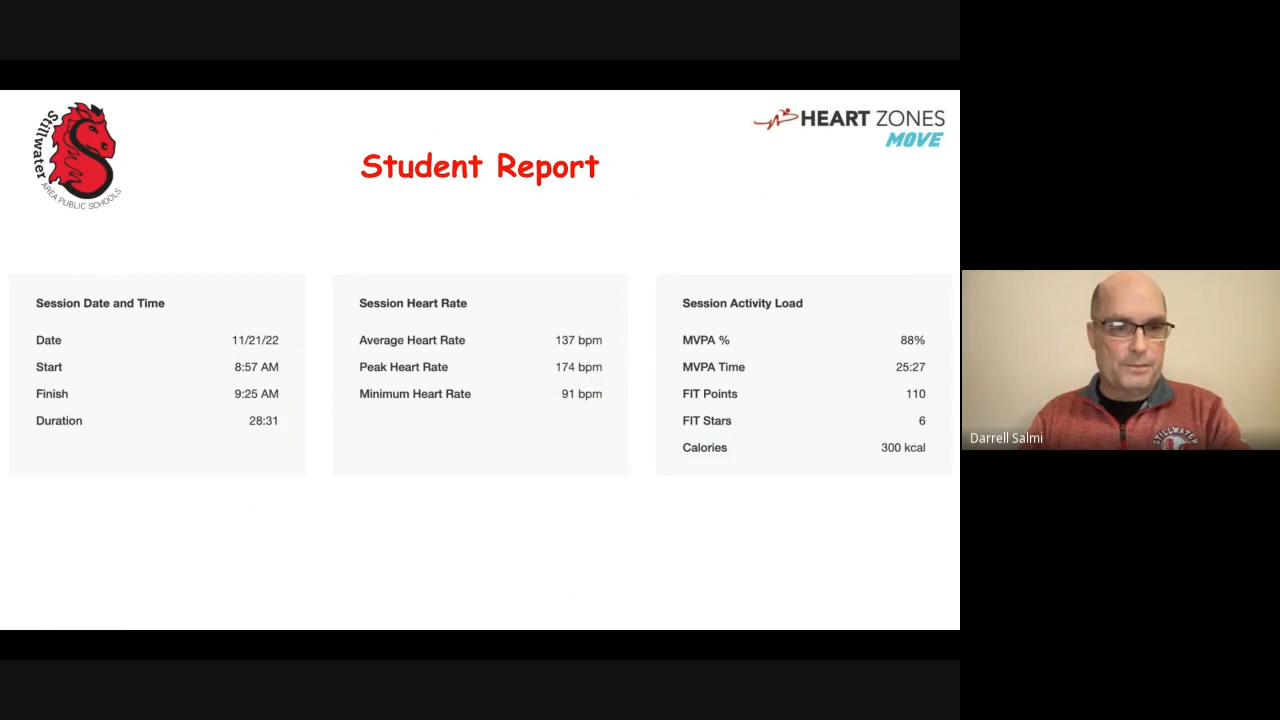 Stillwater
AREA PUBLIC SCHOOLS
HEART ZONES
MOVE
Student Report
Session Date and Time
Date 11/21/22
Start 8:57 AM
Finish 9:25 AM
Duration 28:31
Session Heart Rate
Average Heart Rate 137 bpm
Peak Heart Rate 174 bpm
Minimum Heart Rate 91 bpm
Session Activity Load
MVPA % 88%
MVPA Time 25:27
FIT Points 110
FIT Stars 6
Calories 300 kcal
STILLWATER
Darrell Salmi